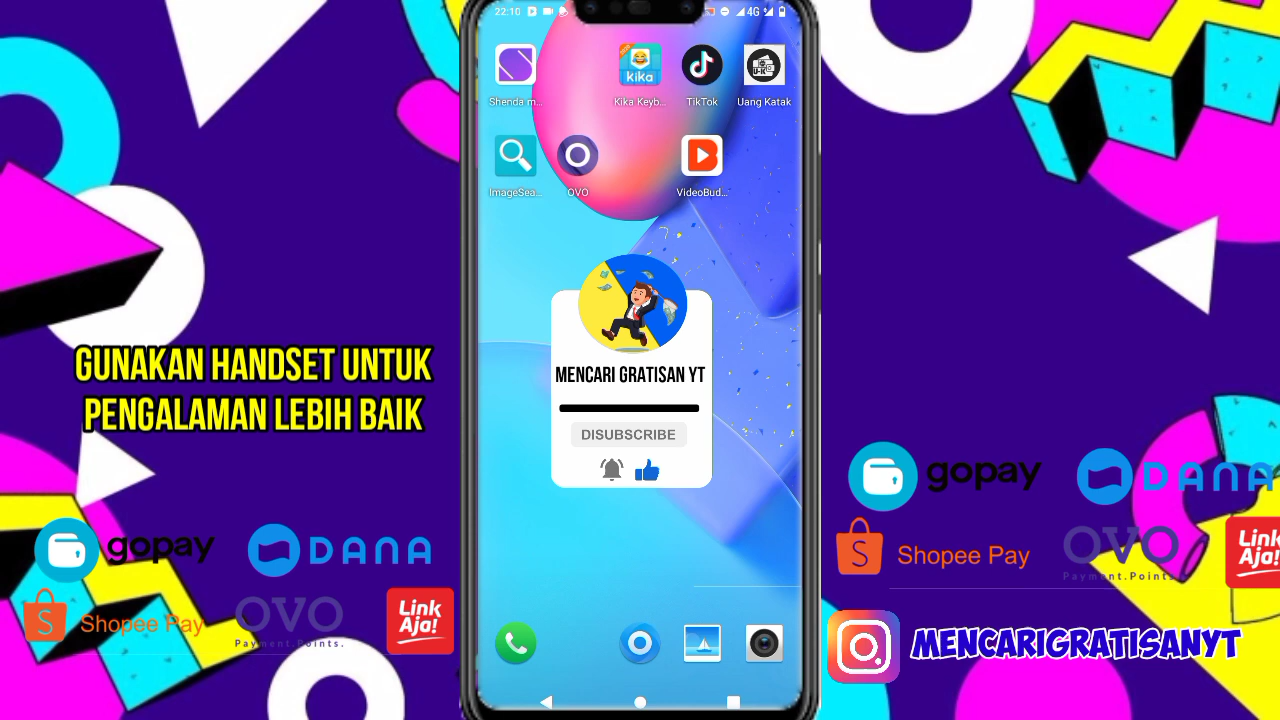 22:10
4G
Shenda m...
Kika Keyb...
TikTok
Uang Katak
kika
ImageSea...
OVO
VideoBud...
MENCARI GRATISAN YT
DISUBSCRIBE
GUNAKAN HANDSET UNTUK
PENGALAMAN LEBIH BAIK
gopay
DANA
Shopee Pay
OVO
Payment.Points.
Link
Aja!
gopay
DANA
Shopee Pay
OVO
Payment.Points.
Link
Aja!
MENCARIGRATISANYT